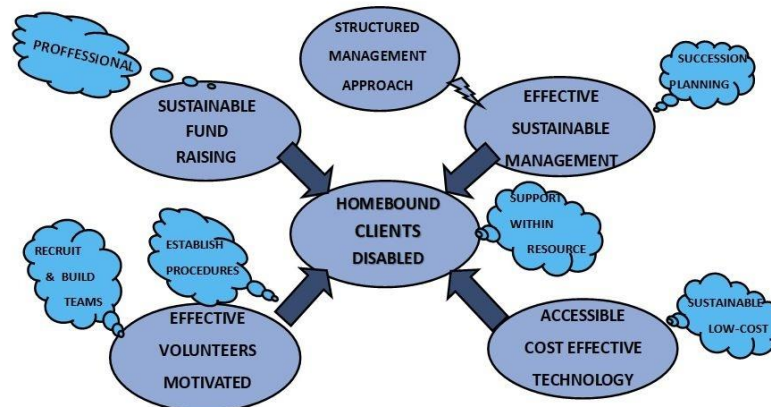 PROFFESSIONAL
STRUCTURED
MANAGEMENT
APPROACH
SUCCESSION
PLANNING
SUSTAINABLE
FUND
RAISING
EFFECTIVE
SUSTAINABLE
MANAGEMENT
HOMEBOUND
CLIENTS
DISABLED
SUPPORT
WITHIN
RESOURCE
RECRUIT
& BUILD
TEAMS
ESTABLISH
PROCEDURES
EFFECTIVE
VOLUNTEERS
MOTIVATED
ACCESSIBLE
COST EFFECTIVE
TECHNOLOGY
SUSTAINABLE
LOW-COST